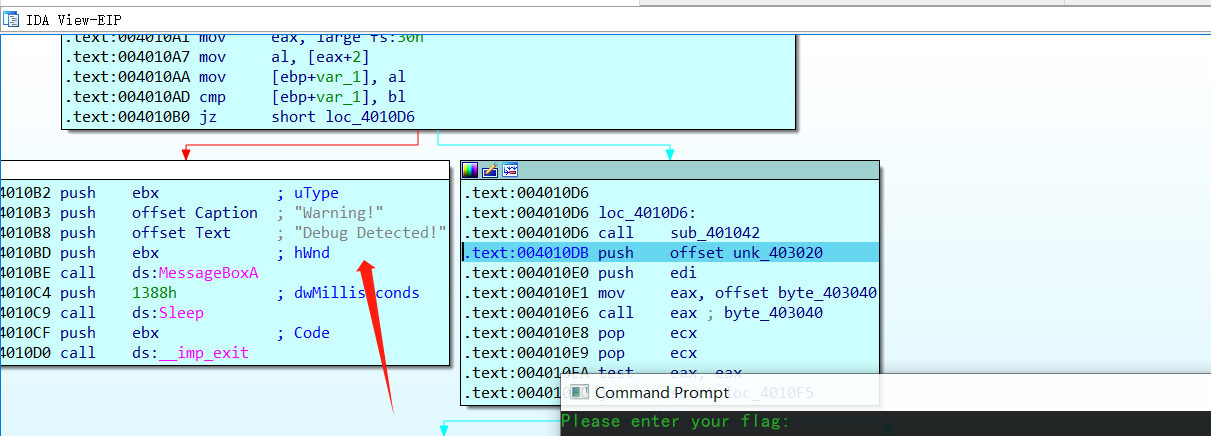 IDA View-EIP
.text:004010A1 mov eax, large fs:30h
.text:004010A7 mov al, [eax+2]
.text:004010AA mov [ebp+var_1], al
.text:004010AD cmp [ebp+var_1], bl
.text:004010B0 jz short loc_4010D6
4010B2 push ebx ; uType
4010B3 push offset Caption ; "Warning!"
4010B8 push offset Text ; "Debug Detected!"
4010BD push ebx ; hWnd
4010BE call ds:MessageBoxA
4010C4 push 1388h ; dwMilliseconds
4010C9 call ds:Sleep
4010CF push ebx ; Code
4010D0 call ds:__imp_exit
.text:004010D6
.text:004010D6 loc_4010D6:
.text:004010D6 call sub_401042
.text:004010DB push offset unk_403020
.text:004010E0 push edi
.text:004010E1 mov eax, offset byte_403040
.text:004010E6 call eax ; byte_403040
.text:004010E8 pop ecx
.text:004010E9 pop ecx
.text:004010EA test eax, eax
loc_4010F5
Command Prompt
Please enter your flag: